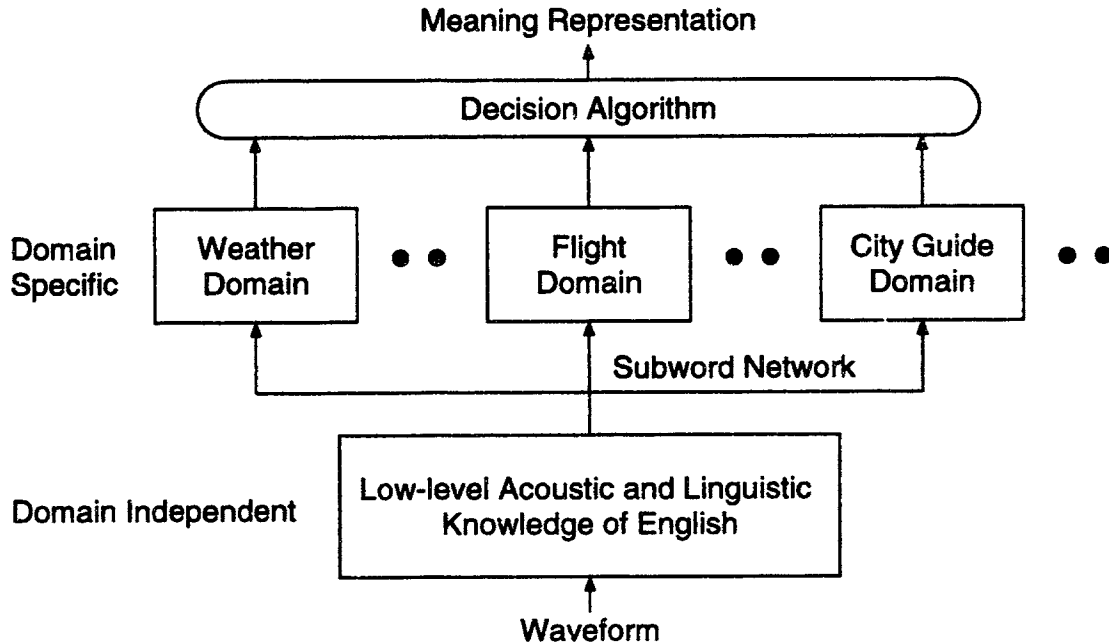 Meaning Representation
Decision Algorithm
Domain
Specific
Weather
Domain
Flight
Domain
City Guide
Domain
Subword Network
Domain Independent
Low-level Acoustic and Linguistic
Knowledge of English
Waveform